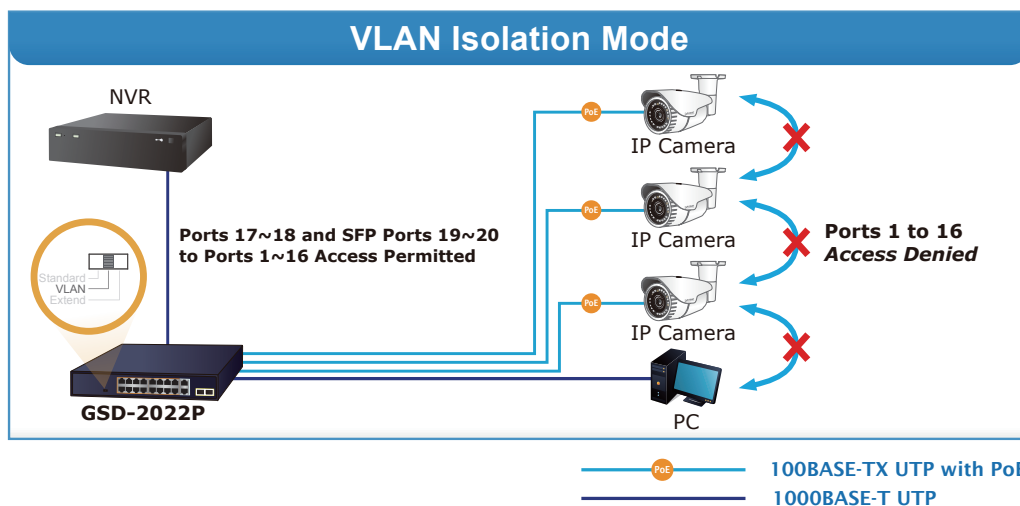 VLAN Isolation Mode
NVR
PoE
IP Camera
PoE
IP Camera
PoE
IP Camera
Ports 17~18 and SFP Ports 19~20
to Ports 1~16 Access Permitted
Ports 1 to 16
Access Denied
Standard
VLAN
Extend
GSD-2022P
PC
PoE
100BASE-TX UTP with PoE
1000BASE-T UTP